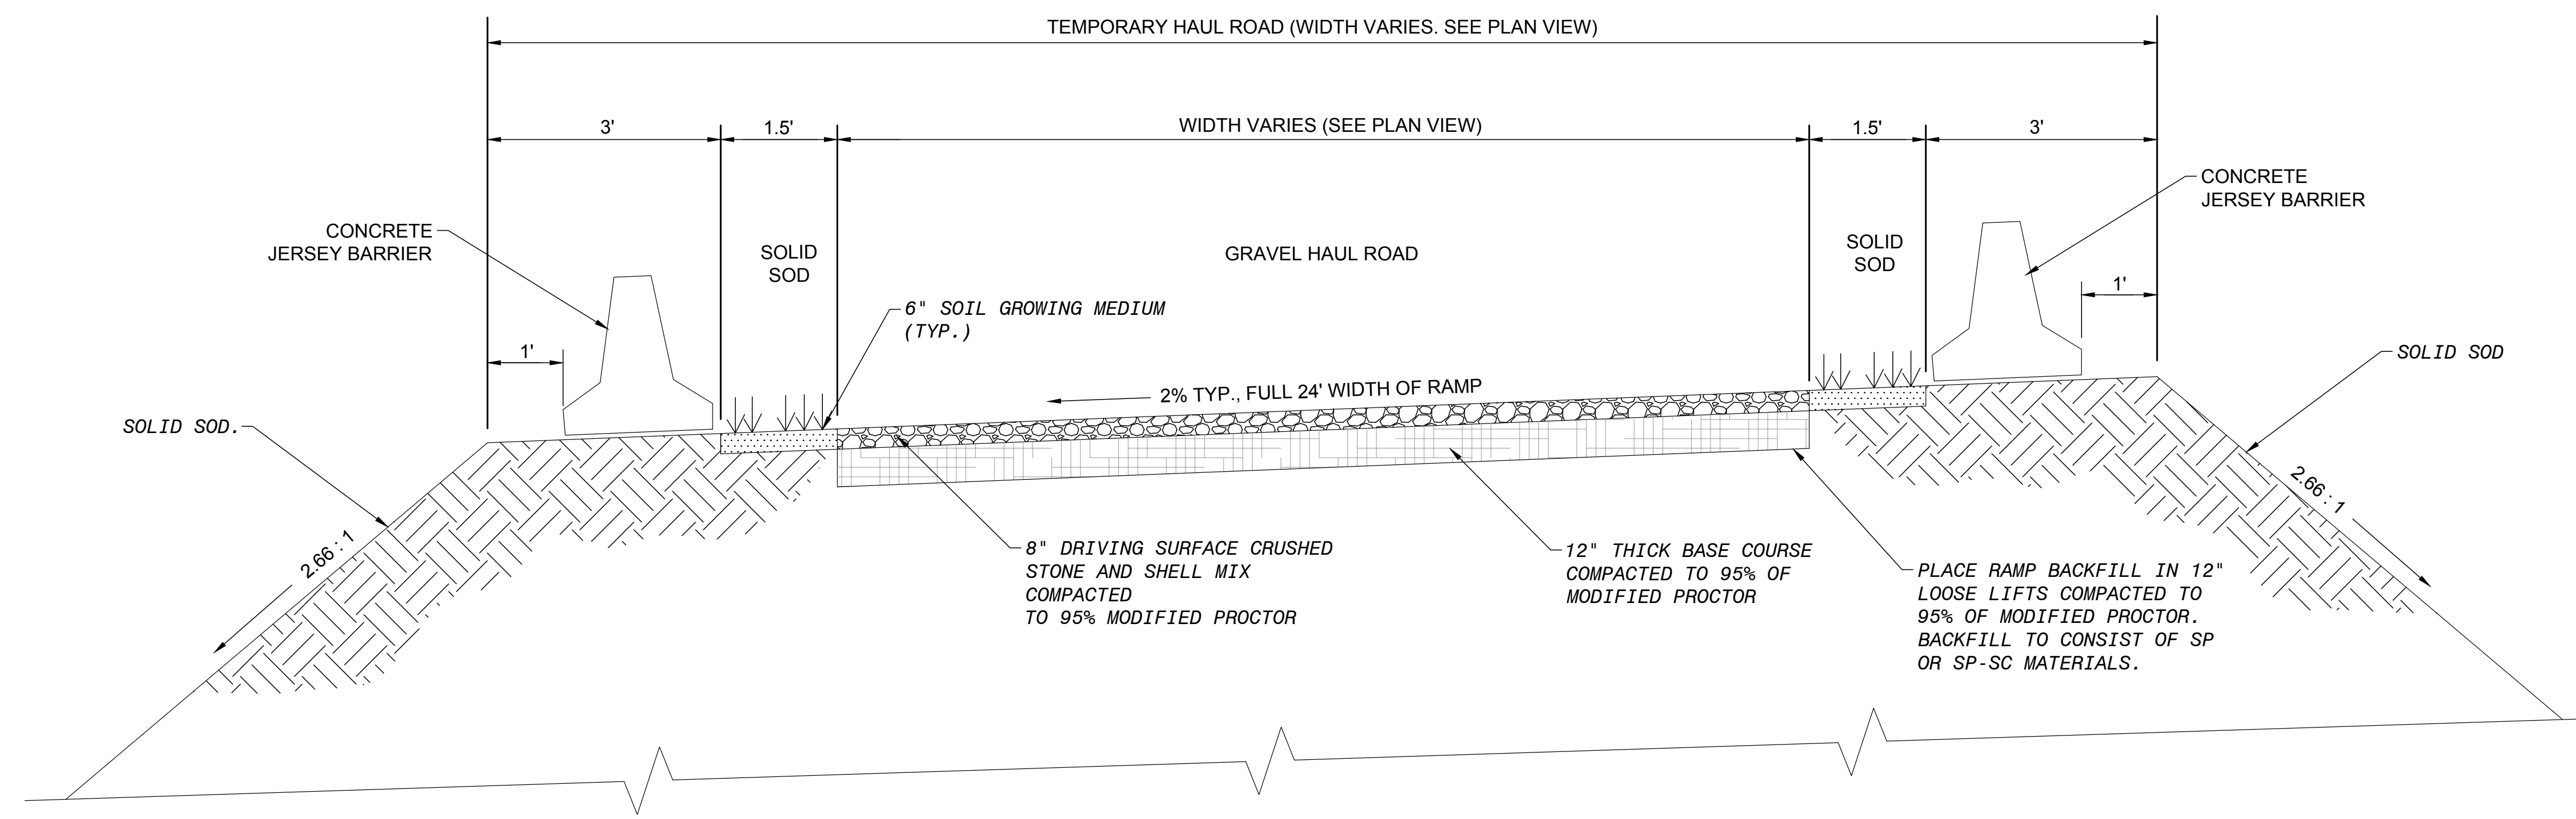 TEMPORARY HAUL ROAD (WIDTH VARIES. SEE PLAN VIEW)
3'
1.5'
WIDTH VARIES (SEE PLAN VIEW)
1.5'
3'
CONCRETE
JERSEY BARRIER
CONCRETE
JERSEY BARRIER
SOLID
SOD
GRAVEL HAUL ROAD
SOLID
SOD
1'
1'
6" SOIL GROWING MEDIUM
(TYP.)
2% TYP., FULL 24' WIDTH OF RAMP
SOLID SOD
SOLID SOD.
2.66 : 1
2.66 : 1
8" DRIVING SURFACE CRUSHED
STONE AND SHELL MIX
COMPACTED
TO 95% MODIFIED PROCTOR
12" THICK BASE COURSE
COMPACTED TO 95% OF
MODIFIED PROCTOR
PLACE RAMP BACKFILL IN 12"
LOOSE LIFTS COMPACTED TO
95% OF MODIFIED PROCTOR.
BACKFILL TO CONSIST OF SP
OR SP-SC MATERIALS.